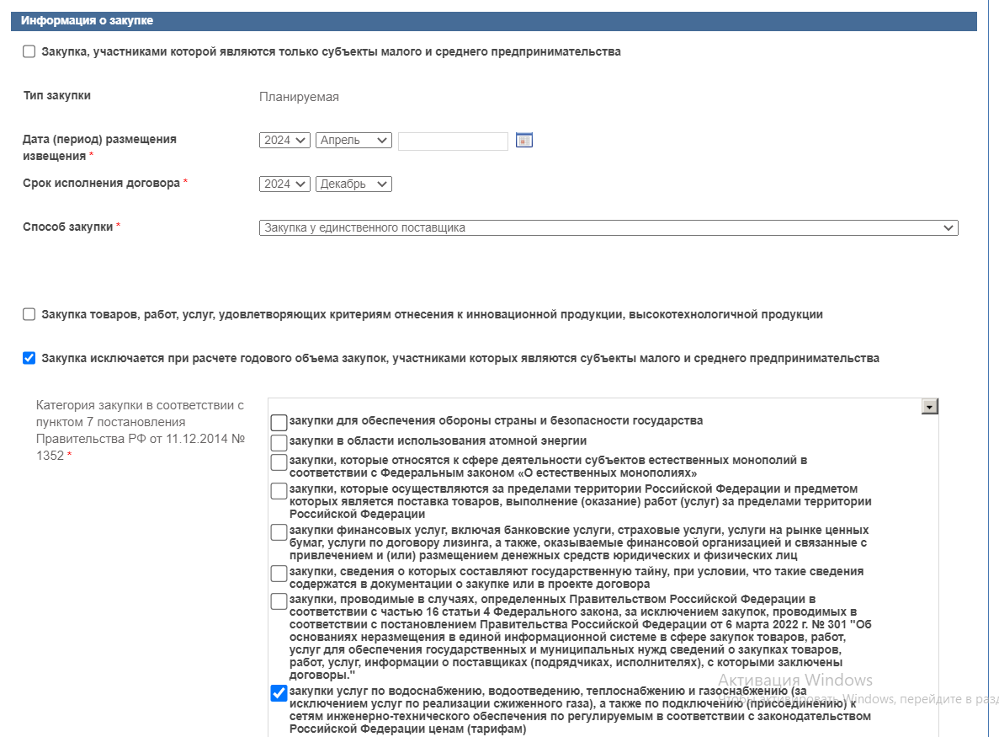 Информация о закупке
Закупка, участниками которой являются только субъекты малого и среднего предпринимательства
Тип закупки
Планируемая
Дата (период) размещения
извещения *
2024 Апрель
Срок исполнения договора *
2024 Декабрь
Способ закупки *
Закупка у единственного поставщика
Закупка товаров, работ, услуг, удовлетворяющих критериям отнесения к инновационной продукции, высокотехнологичной продукции
Закупка исключается при расчете годового объема закупок, участниками которых являются субъекты малого и среднего предпринимательства
Категория закупки в соответствии с
пунктом 7 постановления
Правительства РФ от 11.12.2014 №
1352 *
закупки для обеспечения обороны страны и безопасности государства
закупки в области использования атомной энергии
закупки, которые относятся к сфере деятельности субъектов естественных монополий в
соответствии с Федеральным законом «О естественных монополиях»
закупки, которые осуществляются за пределами территории Российской Федерации и предметом
которых является поставка товаров, выполнение (оказание) работ (услуг) за пределами территории
Российской Федерации
закупки финансовых услуг, включая банковские услуги, страховые услуги, услуги на рынке ценных
бумаг, услуги по договору лизинга, а также, оказываемые финансовой организацией и связанные с
привлечением и (или) размещением денежных средств юридических и физических лиц
закупки, сведения о которых составляют государственную тайну, при условии, что такие сведения
содержатся в документации о закупке или в проекте договора
закупки, проводимые в случаях, определенных Правительством Российской Федерации в
соответствии с частью 16 статьи 4 Федерального закона, за исключением закупок, проводимых в
соответствии с постановлением Правительства Российской Федерации от 6 марта 2022 г. № 301 "Об
основаниях неразмещения в единой информационной системе в сфере закупок товаров, работ,
услуг для обеспечения государственных и муниципальных нужд сведений о закупках товаров,
работ, услуг, информации о поставщиках (подрядчиках, исполнителях), с которыми заключены
договоры."
закупки услуг по водоснабжению, водоотведению, теплоснабжению и газоснабжению (за
исключением услуг по реализации сжиженного газа), а также по подключению (присоединению) к
сетям инженерно-технического обеспечения по регулируемым в соответствии с законодательством
Российской Федерации ценам (тарифам)
Активация Windows
Чтобы активировать Windows, перейдите в разд